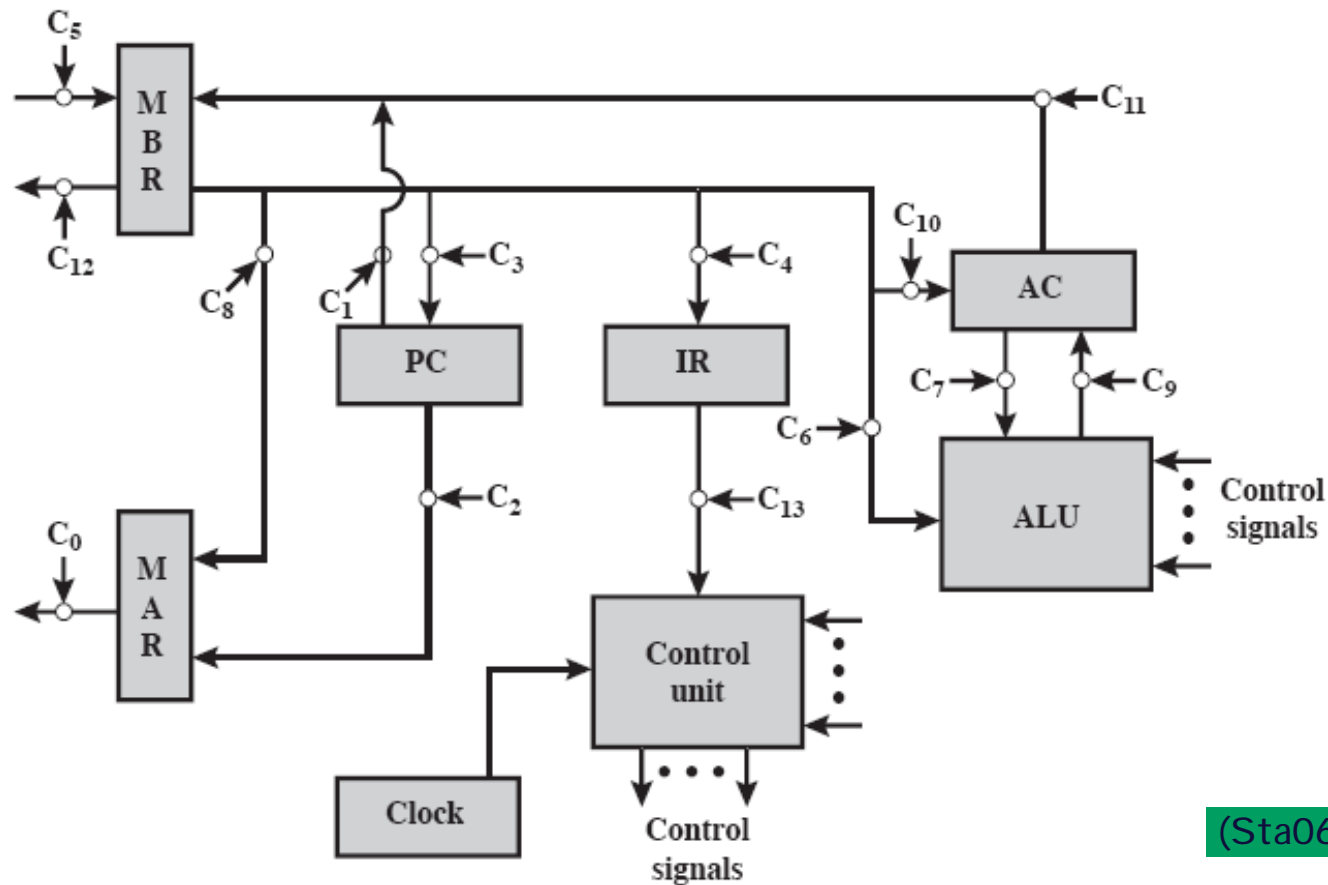 C5
M
B
R
C11
C12
C8
C1
C3
C4
C10
AC
PC
IR
C7
C9
C6
C2
C13
ALU
Control
signals
C0
M
A
R
Control
unit
Clock
Control
signals
(Sta06